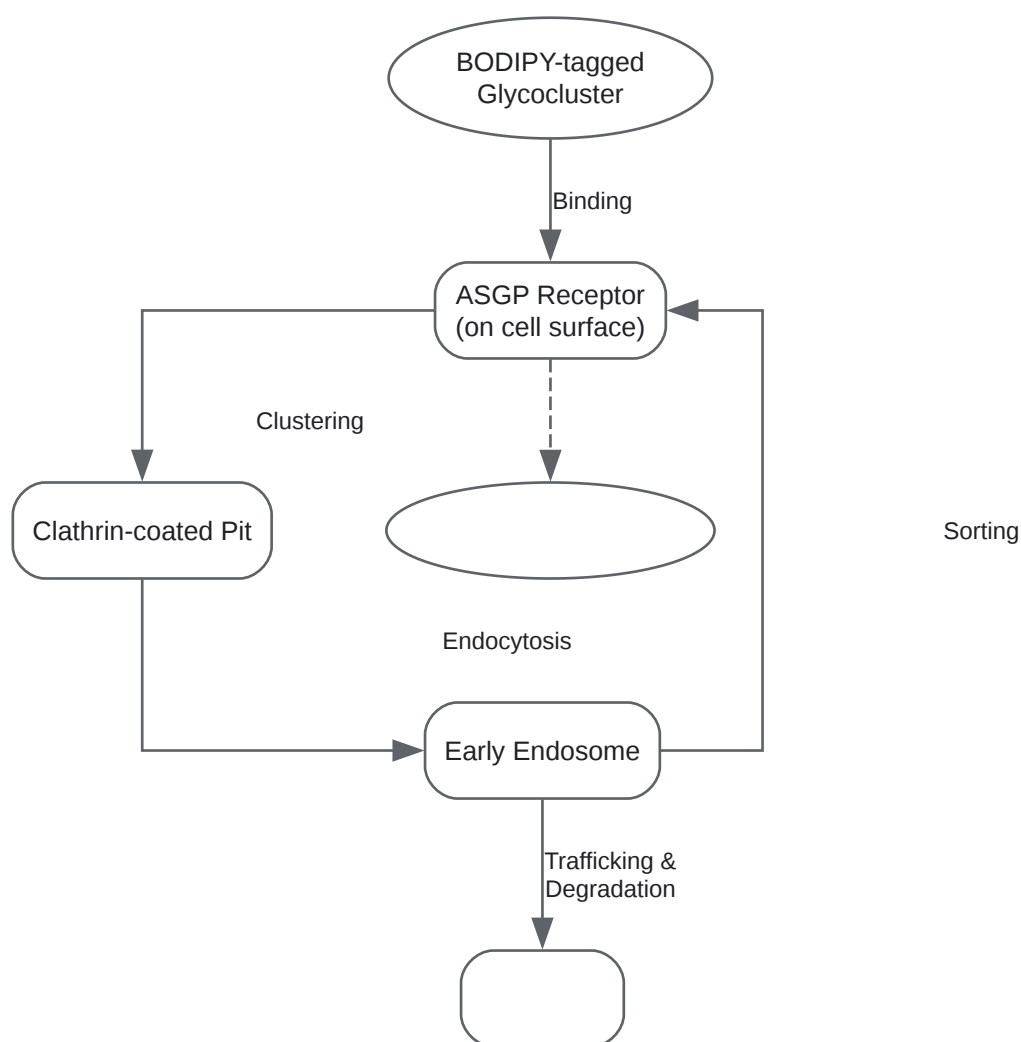 BODIPY-tagged
Glycocluster
Binding
ASGP Receptor
(on cell surface)
Clustering
Clathrin-coated Pit
Sorting
Endocytosis
Early Endosome
Trafficking &
Degradation